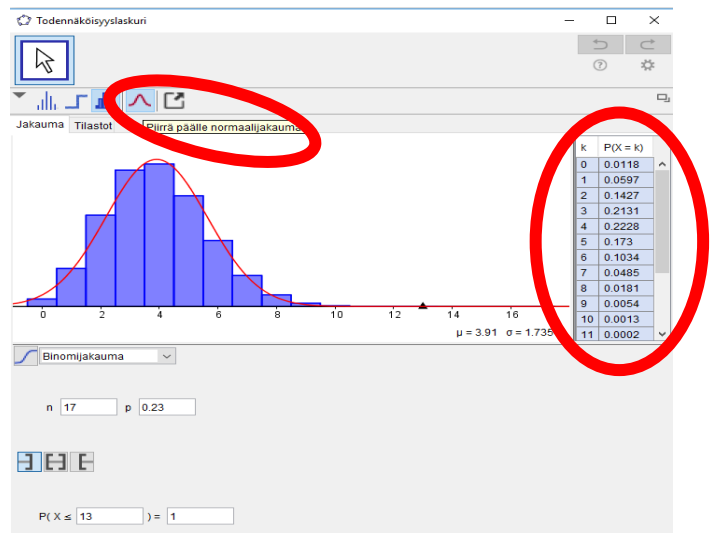 Todennäköisyyslaskuri
Jakauma Tilastot Piirrä päälle normaalijakauma
k P(X = k)
0 0.0118
1 0.0597
2 0.1427
3 0.2131
4 0.2228
5 0.173
6 0.1034
7 0.0485
8 0.0181
9 0.0054
10 0.0013
11 0.0002
0 2 4 6 8 10 12 14 16
μ = 3.91 σ = 1.735
Binomijakauma
n 17 p 0.23
P( X ≤ 13 ) = 1